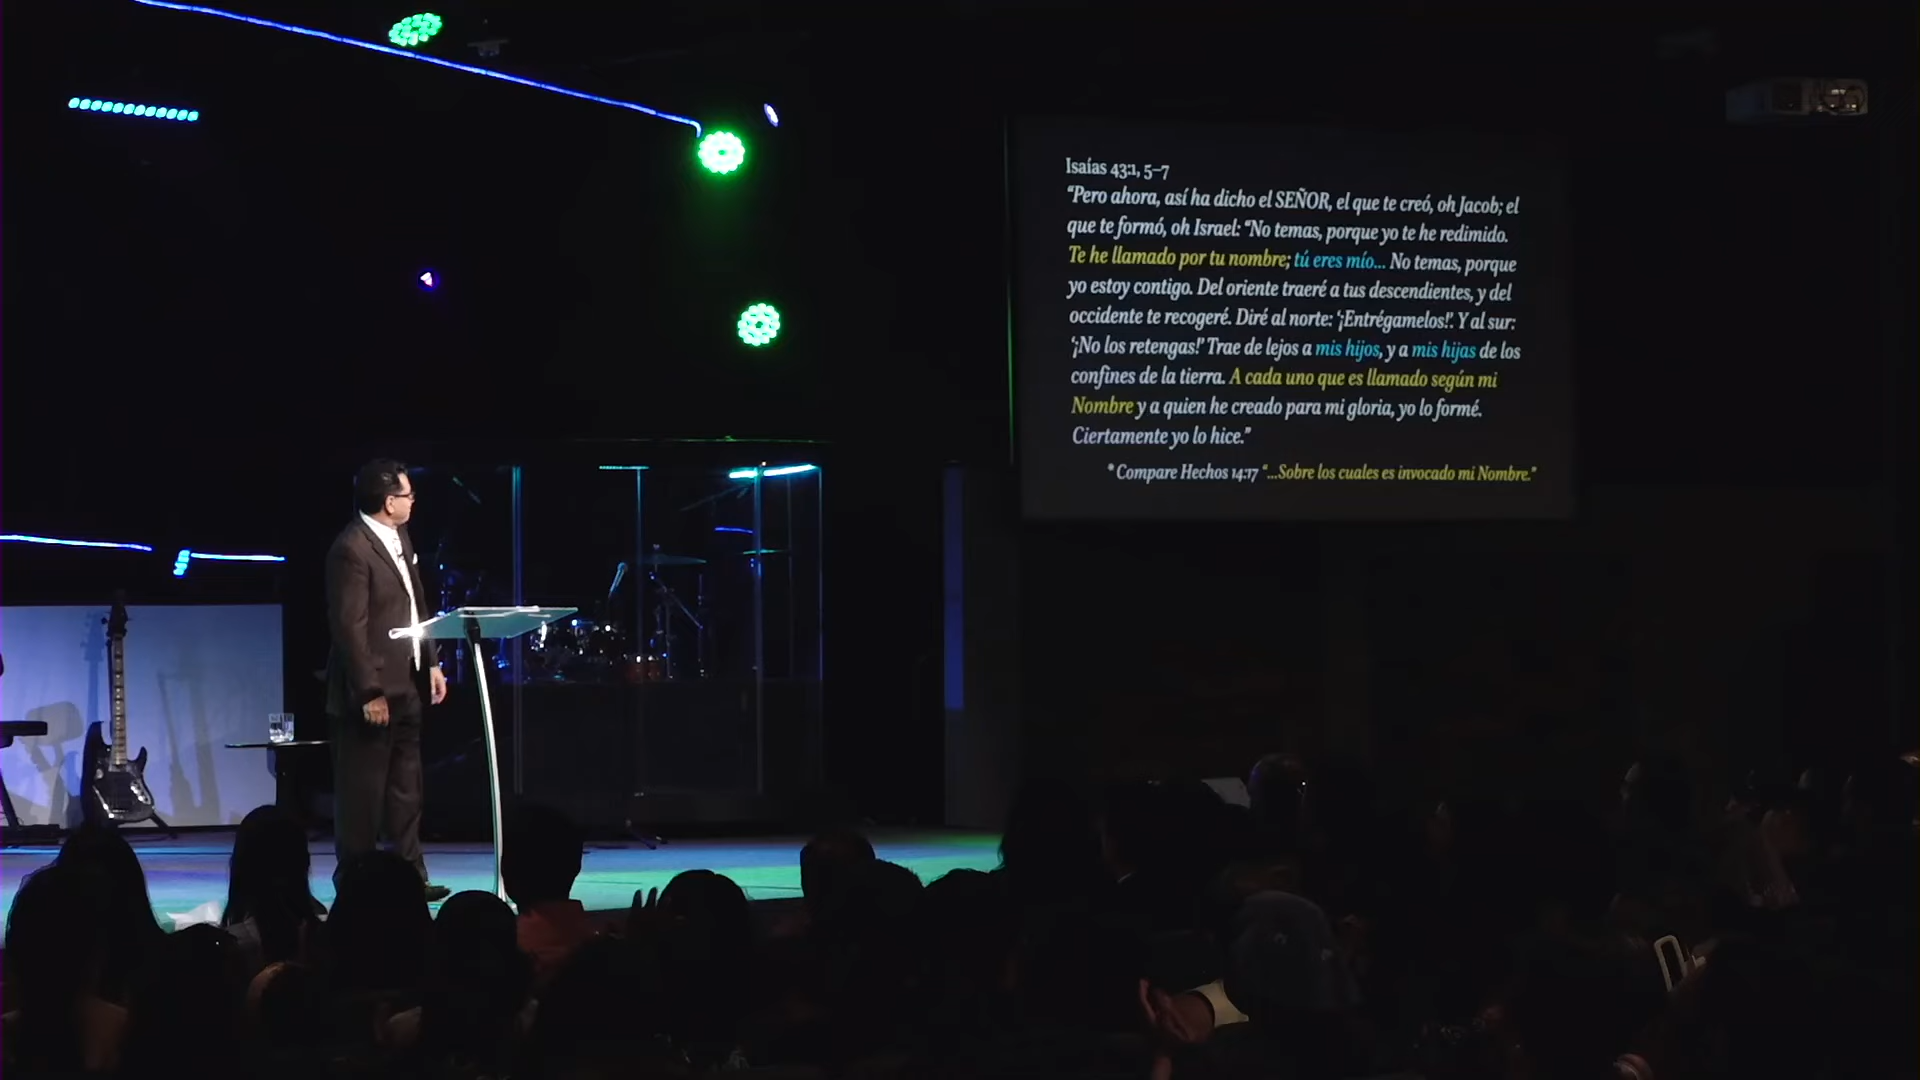 Isaías 43:1, 5–7
“Pero ahora, así ha dicho el SEÑOR, el que te creó, oh Jacob; el
que te formó, oh Israel: “No temas, porque yo te he redimido.
Te he llamado por tu nombre; tú eres mío... No temas, porque
yo estoy contigo. Del oriente traeré a tus descendientes, y del
occidente te recogeré. Diré al norte: ‘¡Entrégamelos!’. Y al sur:
‘¡No los retengas!’ Trae de lejos a mis hijos, y a mis hijas de los
confines de la tierra. A cada uno que es llamado según mi
Nombre y a quien he creado para mi gloria, yo lo formé.
Ciertamente yo lo hice.”
* Compare Hechos 14:17 “...Sobre los cuales es invocado mi Nombre.”